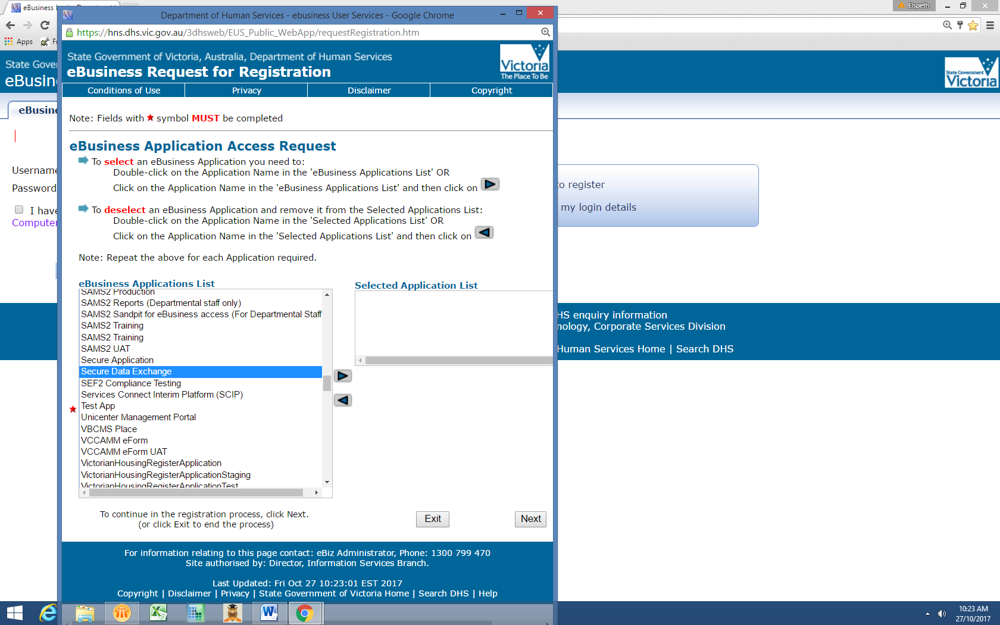 eBusiness L
Department of Human Services - ebusiness User Services - Google Chrome
Elspeth
https://hns.dhs.vic.gov.au/3dhsweb/EUS_Public_WebApp/requestRegistration.htm
Apps
State Gover
eBusine
State Government of Victoria, Australia, Department of Human Services
eBusiness Request for Registration
Victoria
The Place To Be
State Government
Victoria
Conditions of Use
Privacy
Disclaimer
Copyright
eBusine
Note: Fields with ★ symbol MUST be completed
eBusiness Application Access Request
To select an eBusiness Application you need to:
Double-click on the Application Name in the 'eBusiness Applications List' OR
Click on the Application Name in the 'eBusiness Applications List' and then click on
To deselect an eBusiness Application and remove it from the Selected Applications List:
Double-click on the Application Name in the 'Selected Applications List' OR
Click on the Application Name in the 'Selected Applications List' and then click on
Note: Repeat the above for each Application required.
Username
Password
I have
Computer
to register
my login details
eBusiness Applications List
Selected Application List
SAMS2 Production
SAMS2 Reports (Departmental staff only)
SAMS2 Sandpit for eBusiness access (For Departmental Staff
SAMS2 Training
SAMS2 Training
SAMS2 UAT
Secure Application
Secure Data Exchange
SEF2 Compliance Testing
Services Connect Interim Platform (SCIP)
Test App
Unicenter Management Portal
VBCMS Place
VCCAMM eForm
VCCAMM eForm UAT
VictorianHousingRegisterApplication
VictorianHousingRegisterApplicationStaging
VictorianHousingRegisterApplicationTest
HS enquiry information
nology, Corporate Services Division
Human Services Home | Search DHS
To continue in the registration process, click Next.
(or click Exit to end the process)
Exit
Next
For information relating to this page contact: eBiz Administrator, Phone: 1300 799 470
Site authorised by: Director, Information Services Branch.
Last Updated: Fri Oct 27 10:23:01 EST 2017
Copyright | Disclaimer | Privacy | State Government of Victoria Home | Search DHS | Help
10:23 AM
27/10/2017